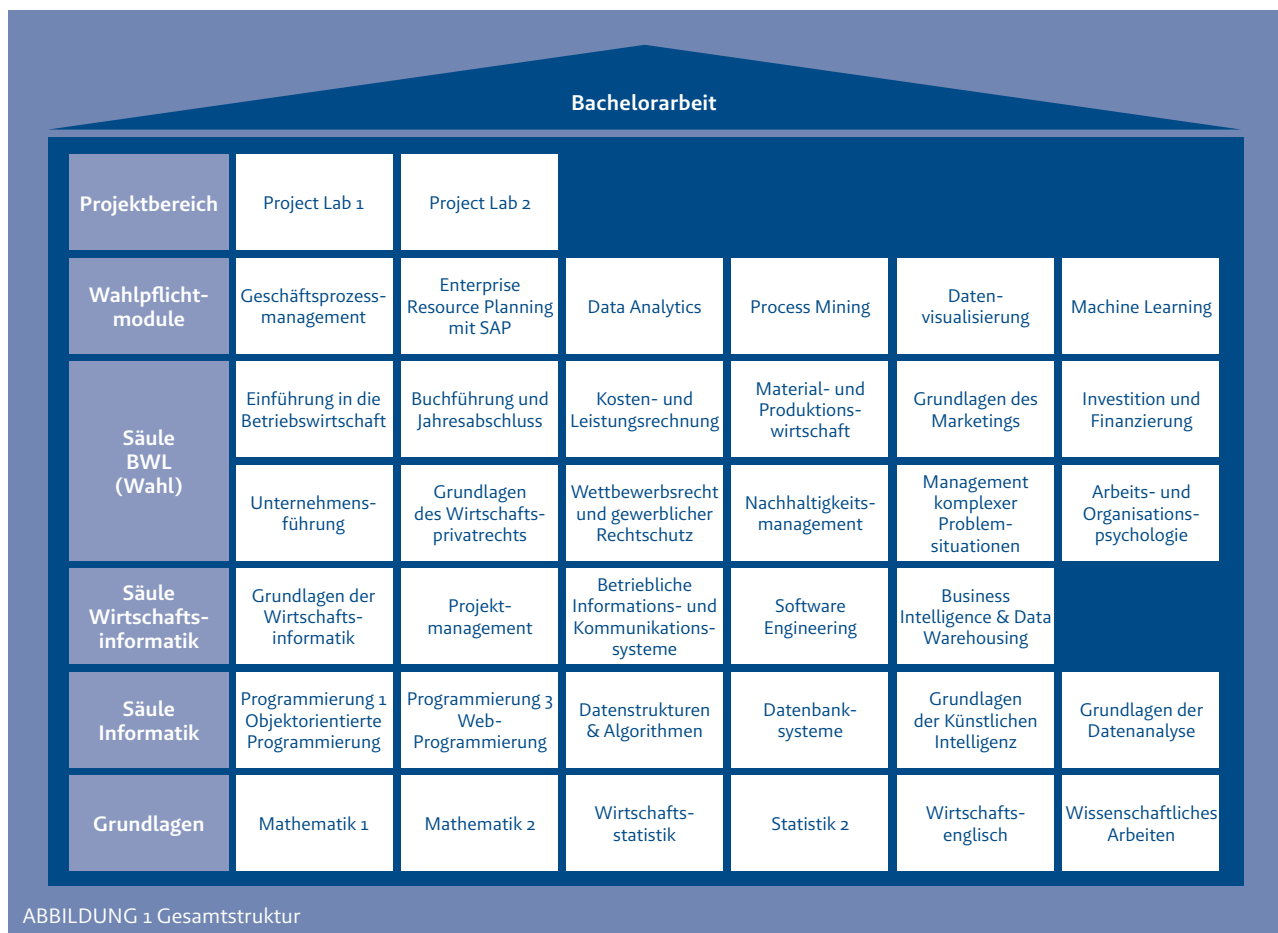 Bachelorarbeit
Projektbereich
Project Lab 1
Project Lab 2
Wahlpflicht-
module
Geschäftsprozess-
management
Enterprise
Resource Planning
mit SAP
Data Analytics
Process Mining
Daten-
visualisierung
Machine Learning
Säule
BWL
(Wahl)
Einführung in die
Betriebswirtschaft
Buchführung und
Jahresabschluss
Kosten- und
Leistungsrechnung
Material- und
Produktions-
wirtschaft
Grundlagen des
Marketings
Investition und
Finanzierung
Unternehmens-
führung
Grundlagen
des Wirtschafts-
privatrechts
Wettbewerbsrecht
und gewerblicher
Rechtschutz
Nachhaltigkeits-
management
Management
komplexer
Problem-
situationen
Arbeits- und
Organisations-
psychologie
Säule
Wirtschafts-
informatik
Grundlagen der
Wirtschafts-
informatik
Projekt-
management
Betriebliche
Informations- und
Kommunikations-
systeme
Software
Engineering
Business
Intelligence & Data
Warehousing
Säule
Informatik
Programmierung 1
Objektorientierte
Programmierung
Programmierung 3
Web-
Programmierung
Datenstrukturen
& Algorithmen
Datenbank-
systeme
Grundlagen
der Künstlichen
Intelligenz
Grundlagen der
Datenanalyse
Grundlagen
Mathematik 1
Mathematik 2
Wirtschafts-
statistik
Statistik 2
Wirtschafts-
englisch
Wissenschaftliches
Arbeiten
ABBILDUNG 1 Gesamtstruktur